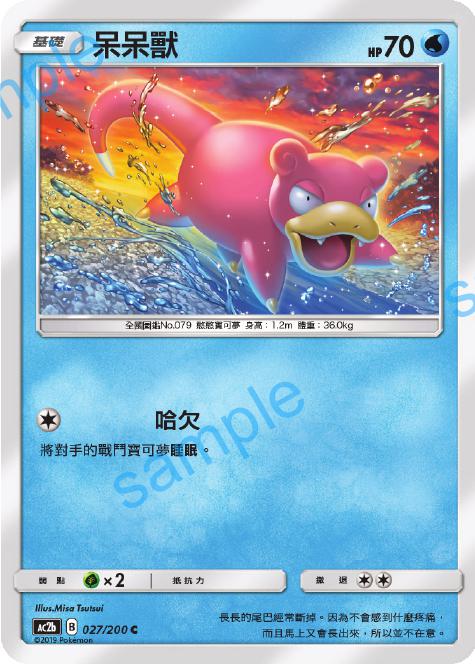 基礎 呆呆獸 HP 70
全國圖鑑No.079 憨憨寶可夢 身高：1.2m 體重：36.0kg
哈欠
將對手的戰鬥寶可夢睡眠。
sample
sample
弱點 ×2 抵抗力 撤退
Illus.Misa Tsutsui
AC2b B 027/200 C
©2019 Pokémon
長長的尾巴經常斷掉。因為不會感到什麼疼痛，
而且馬上又會長出來，所以並不在意。